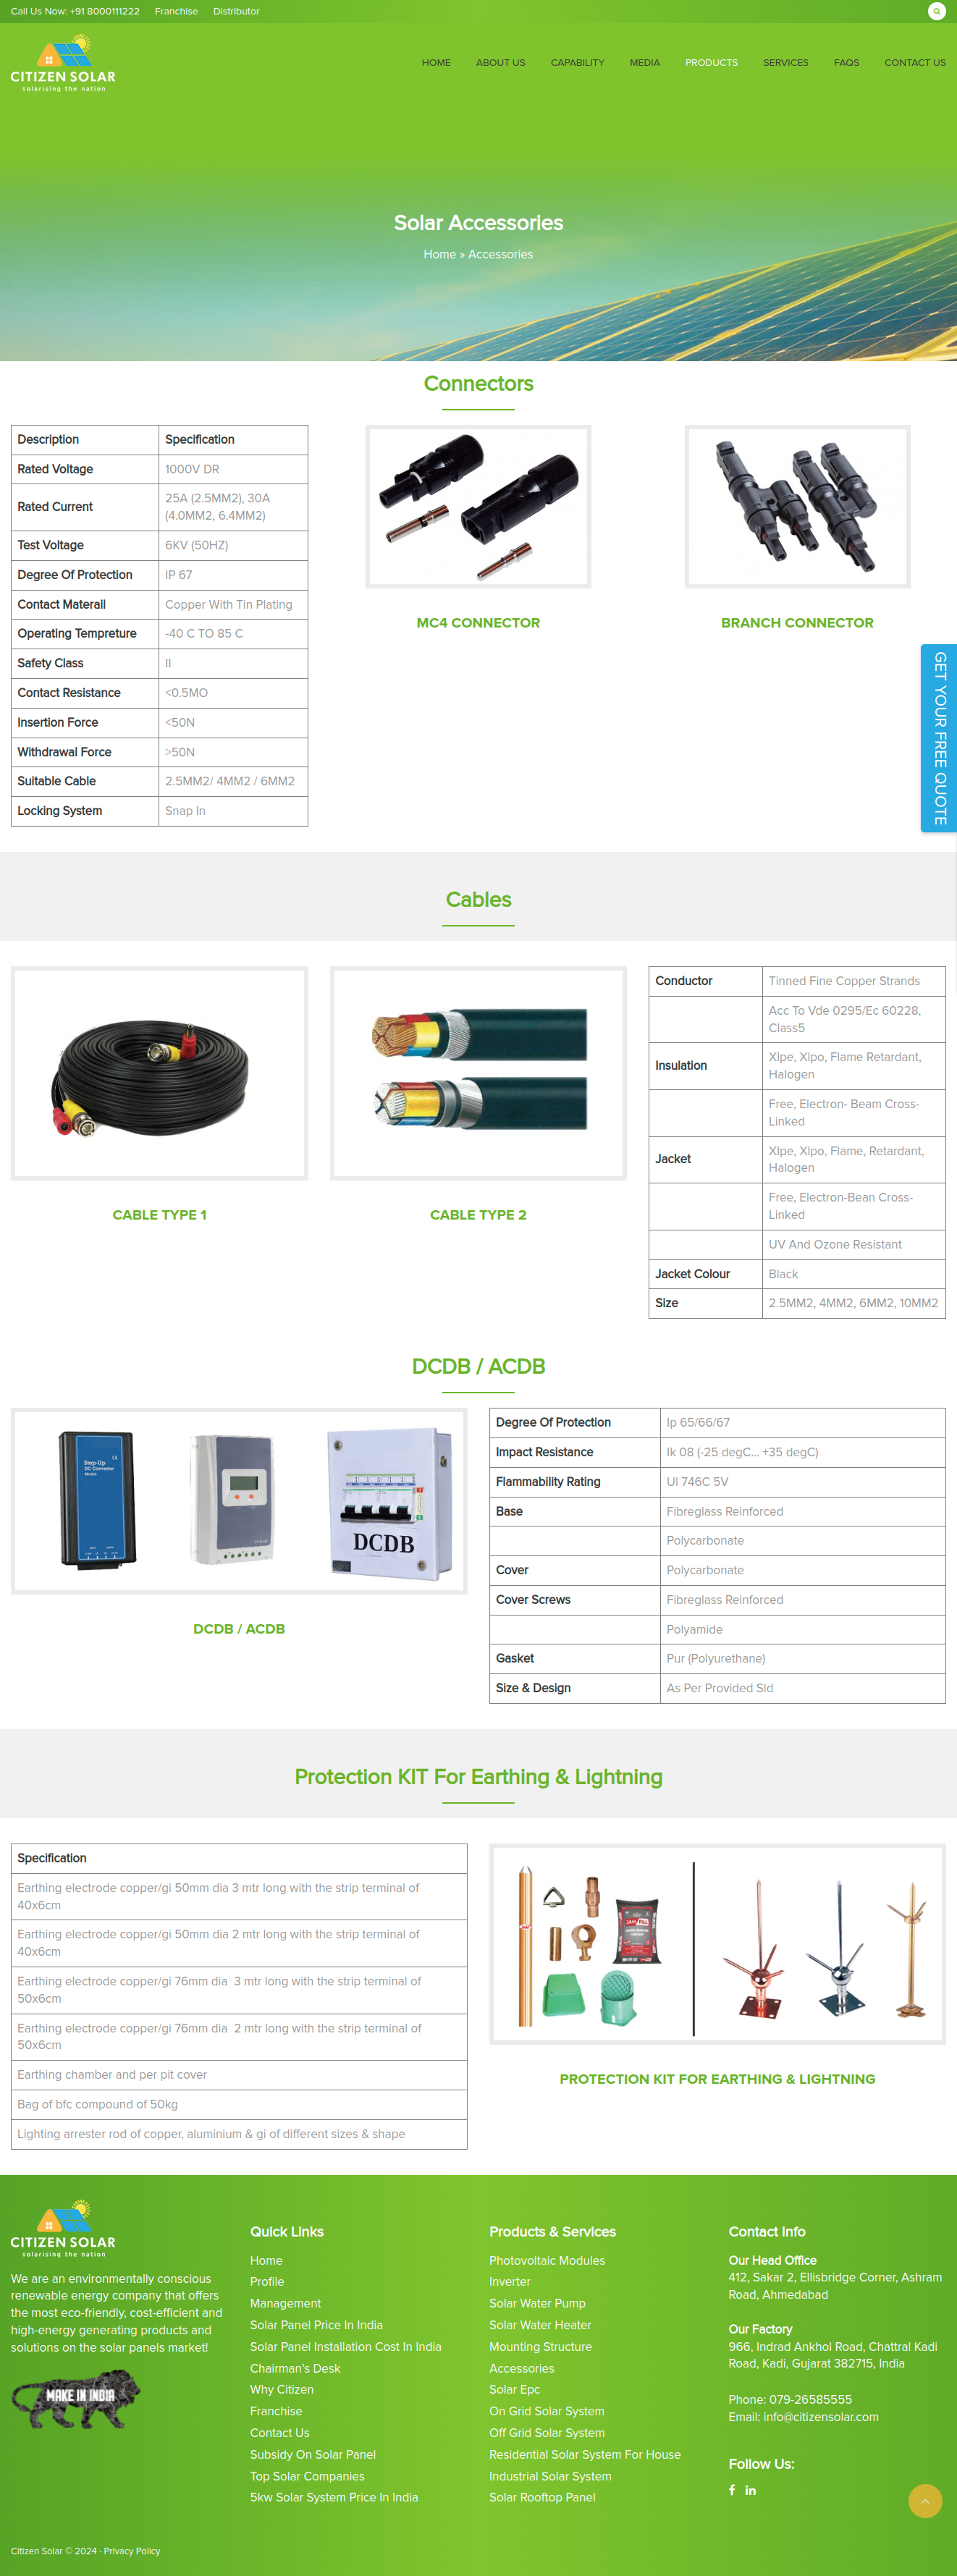 Call Us Now: +91 8000111222 Franchise Distributor
CITIZEN SOLAR
solarising the nation
HOME ABOUT US CAPABILITY MEDIA PRODUCTS SERVICES FAQS CONTACT US
Solar Accessories
Home » Accessories
Connectors
Description Specification
Rated Voltage 1000V DR
Rated Current 25A (2.5MM2), 30A
(4.0MM2, 6.4MM2)
Test Voltage 6KV (50HZ)
Degree Of Protection IP 67
Contact Materail Copper With Tin Plating
Operating Tempreture -40 C TO 85 C
Safety Class II
Contact Resistance <0.5MO
Insertion Force <50N
Withdrawal Force >50N
Suitable Cable 2.5MM2/ 4MM2 / 6MM2
Locking System Snap In
MC4 CONNECTOR
BRANCH CONNECTOR
GET YOUR FREE QUOTE
Cables
CABLE TYPE 1
CABLE TYPE 2
Conductor Tinned Fine Copper Strands
Acc To Vde 0295/Ec 60228,
Class5
Insulation Xlpe, Xlpo, Flame Retardant,
Halogen
Free, Electron- Beam Cross-
Linked
Jacket Xlpe, Xlpo, Flame, Retardant,
Halogen
Free, Electron-Bean Cross-
Linked
UV And Ozone Resistant
Jacket Colour Black
Size 2.5MM2, 4MM2, 6MM2, 10MM2
DCDB / ACDB
Step-Up
DC Converter
Model:
DCDB
DCDB / ACDB
Degree Of Protection Ip 65/66/67
Impact Resistance Ik 08 (-25 degC... +35 degC)
Flammability Rating Ul 746C 5V
Base Fibreglass Reinforced
Polycarbonate
Cover Polycarbonate
Cover Screws Fibreglass Reinforced
Polyamide
Gasket Pur (Polyurethane)
Size & Design As Per Provided Sld
Protection KIT For Earthing & Lightning
Specification
Earthing electrode copper/gi 50mm dia 3 mtr long with the strip terminal of
40x6cm
Earthing electrode copper/gi 50mm dia 2 mtr long with the strip terminal of
40x6cm
Earthing electrode copper/gi 76mm dia 3 mtr long with the strip terminal of
50x6cm
Earthing electrode copper/gi 76mm dia 2 mtr long with the strip terminal of
50x6cm
Earthing chamber and per pit cover
Bag of bfc compound of 50kg
Lighting arrester rod of copper, aluminium & gi of different sizes & shape
PROTECTION KIT FOR EARTHING & LIGHTNING
CITIZEN SOLAR
solarising the nation
We are an environmentally conscious
renewable energy company that offers
the most eco-friendly, cost-efficient and
high-energy generating products and
solutions on the solar panels market!
MAKE IN INDIA
Quick Links
Home
Profile
Management
Solar Panel Price In India
Solar Panel Installation Cost In India
Chairman's Desk
Why Citizen
Franchise
Contact Us
Subsidy On Solar Panel
Top Solar Companies
5kw Solar System Price In India
Products & Services
Photovoltaic Modules
Inverter
Solar Water Pump
Solar Water Heater
Mounting Structure
Accessories
Solar Epc
On Grid Solar System
Off Grid Solar System
Residential Solar System For House
Industrial Solar System
Solar Rooftop Panel
Contact Info
Our Head Office
412, Sakar 2, Ellisbridge Corner, Ashram
Road, Ahmedabad
Our Factory
966, Indrad Ankhol Road, Chattral Kadi
Road, Kadi, Gujarat 382715, India
Phone: 079-26585555
Email: info@citizensolar.com
Follow Us:
Citizen Solar © 2024 · Privacy Policy